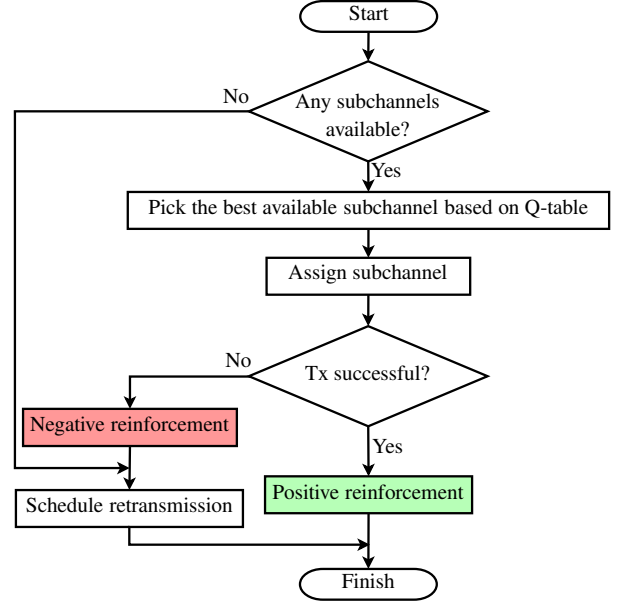 Start
No
Any subchannels
available?
Yes
Pick the best available subchannel based on Q-table
Assign subchannel
No
Tx successful?
Negative reinforcement
Yes
Schedule retransmission
Positive reinforcement
Finish